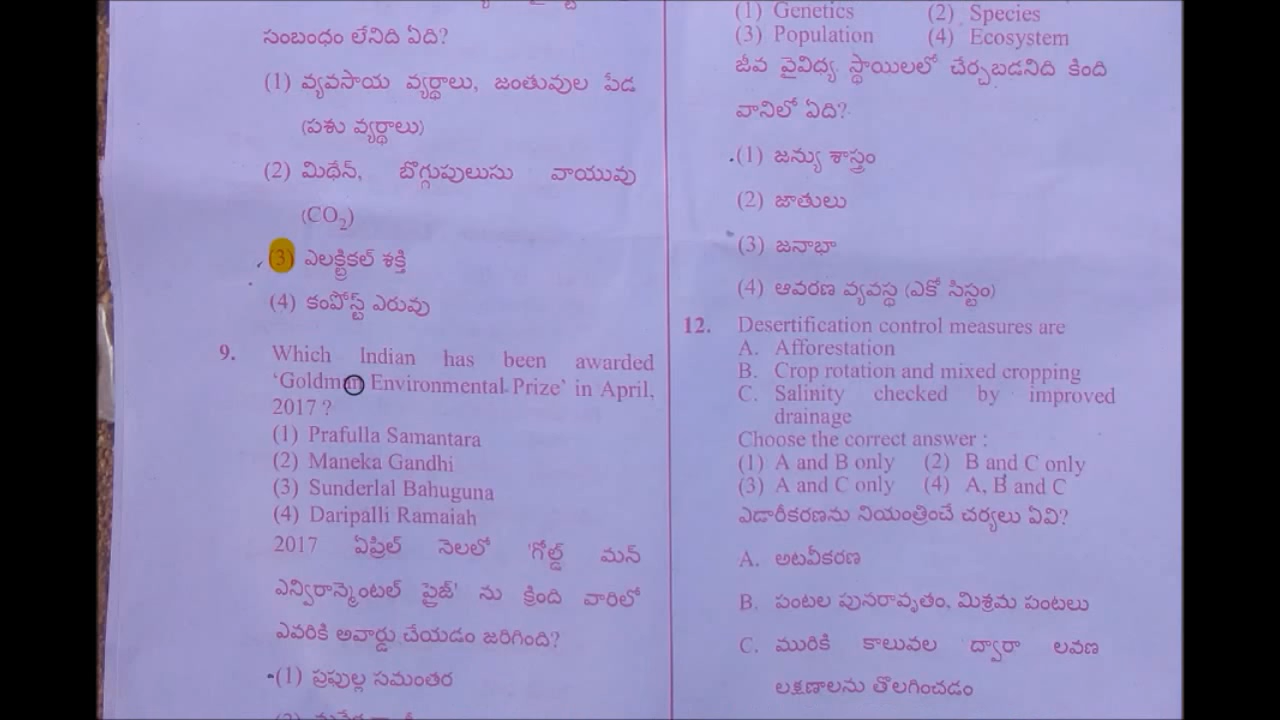 సంబంధం లేనిది ఏది?
(1) వ్యవసాయ వ్యర్థాలు, జంతువుల పేడ
(పశు వ్యర్థాలు)
(2) మిథేన్, బొగ్గుపులుసు వాయువు
(CO₂)
(3) ఎలక్ట్రికల్ శక్తి
(4) కంపోస్ట్ ఎరువు
9. Which Indian has been awarded
‘Goldman Environmental Prize’ in April,
2017 ?
(1) Prafulla Samantara
(2) Maneka Gandhi
(3) Sunderlal Bahuguna
(4) Daripalli Ramaiah
2017 ఏప్రిల్ నెలలో 'గోల్డ్ మన్
ఎన్విరాన్మెంటల్ ప్రైజ్' ను క్రింది వారిలో
ఎవరికి అవార్డు చేయడం జరిగింది?
(1) ప్రఫుల్ల సమంతర
(1) Genetics (2) Species
(3) Population (4) Ecosystem
జీవ వైవిధ్య స్థాయిలలో చేర్చబడనిది కింది
వానిలో ఏది?
(1) జన్యు శాస్త్రం
(2) జాతులు
(3) జనాభా
(4) ఆవరణ వ్యవస్థ (ఎకో సిస్టం)
12. Desertification control measures are
A. Afforestation
B. Crop rotation and mixed cropping
C. Salinity checked by improved
drainage
Choose the correct answer :
(1) A and B only (2) B and C only
(3) A and C only (4) A, B and C
ఎడారీకరణను నియంత్రించే చర్యలు ఏవి?
A. అటవీకరణ
B. పంటల పునరావృతం, మిశ్రమ పంటలు
C. మురికి కాలువల ద్వారా లవణ
లక్షణాలను తొలగించడం